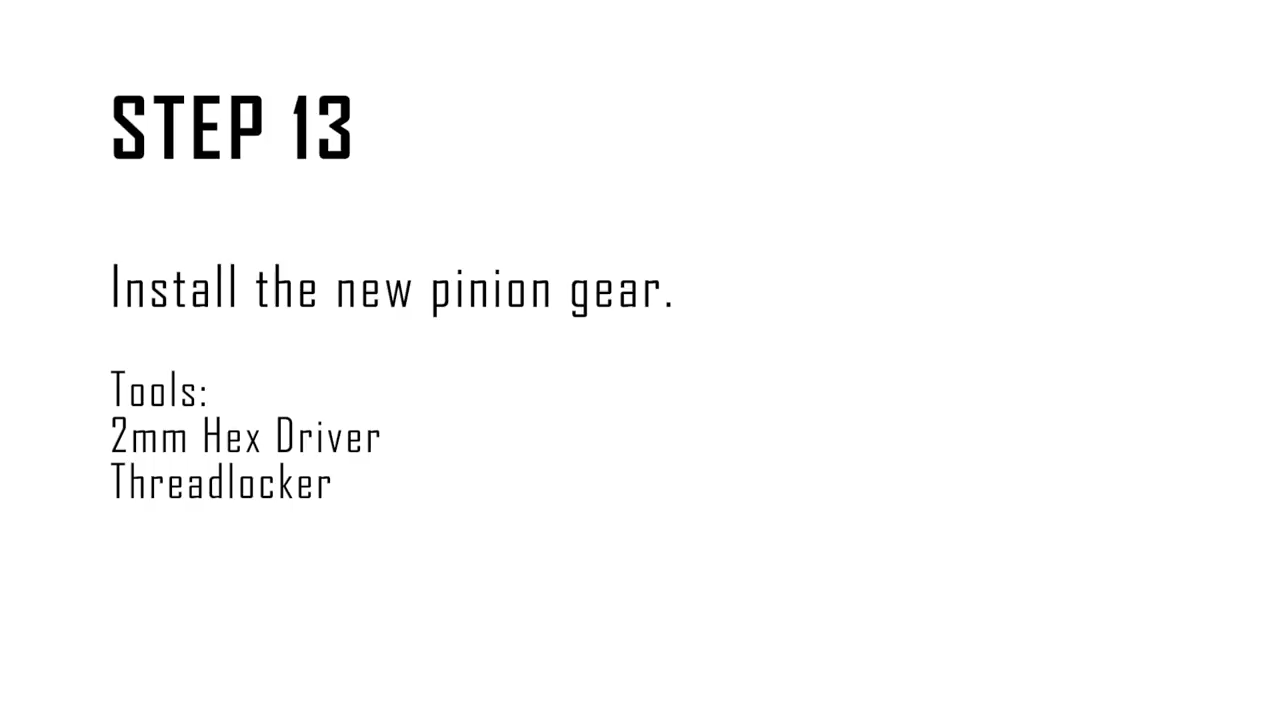 STEP 13
Install the new pinion gear.
Tools:
2mm Hex Driver
Threadlocker